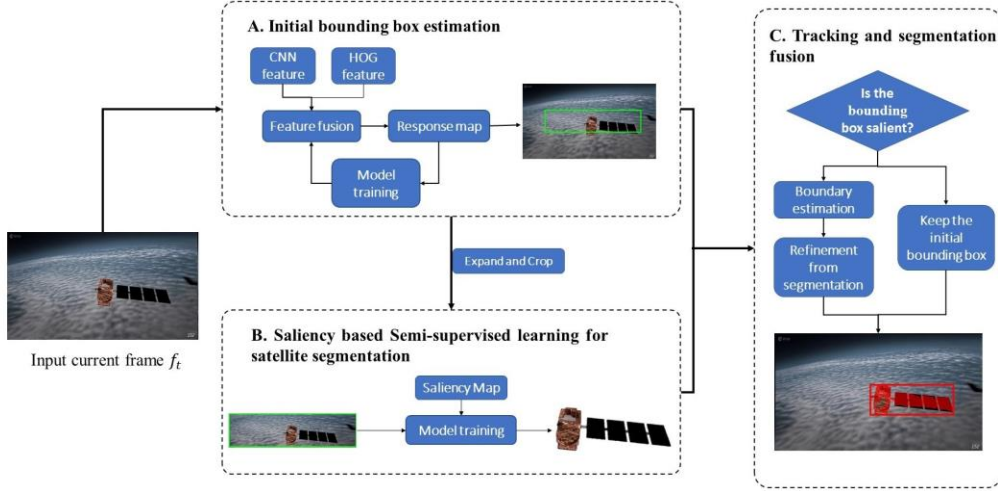 A. Initial bounding box estimation
CNN
feature
HOG
feature
Feature fusion
Response map
Model
training
Expand and Crop
Input current frame f_t
B. Saliency based Semi-supervised learning for
satellite segmentation
Saliency Map
Model training
C. Tracking and segmentation
fusion
Is the
bounding
box salient?
Boundary
estimation
Refinement
from
segmentation
Keep the
initial
bounding box